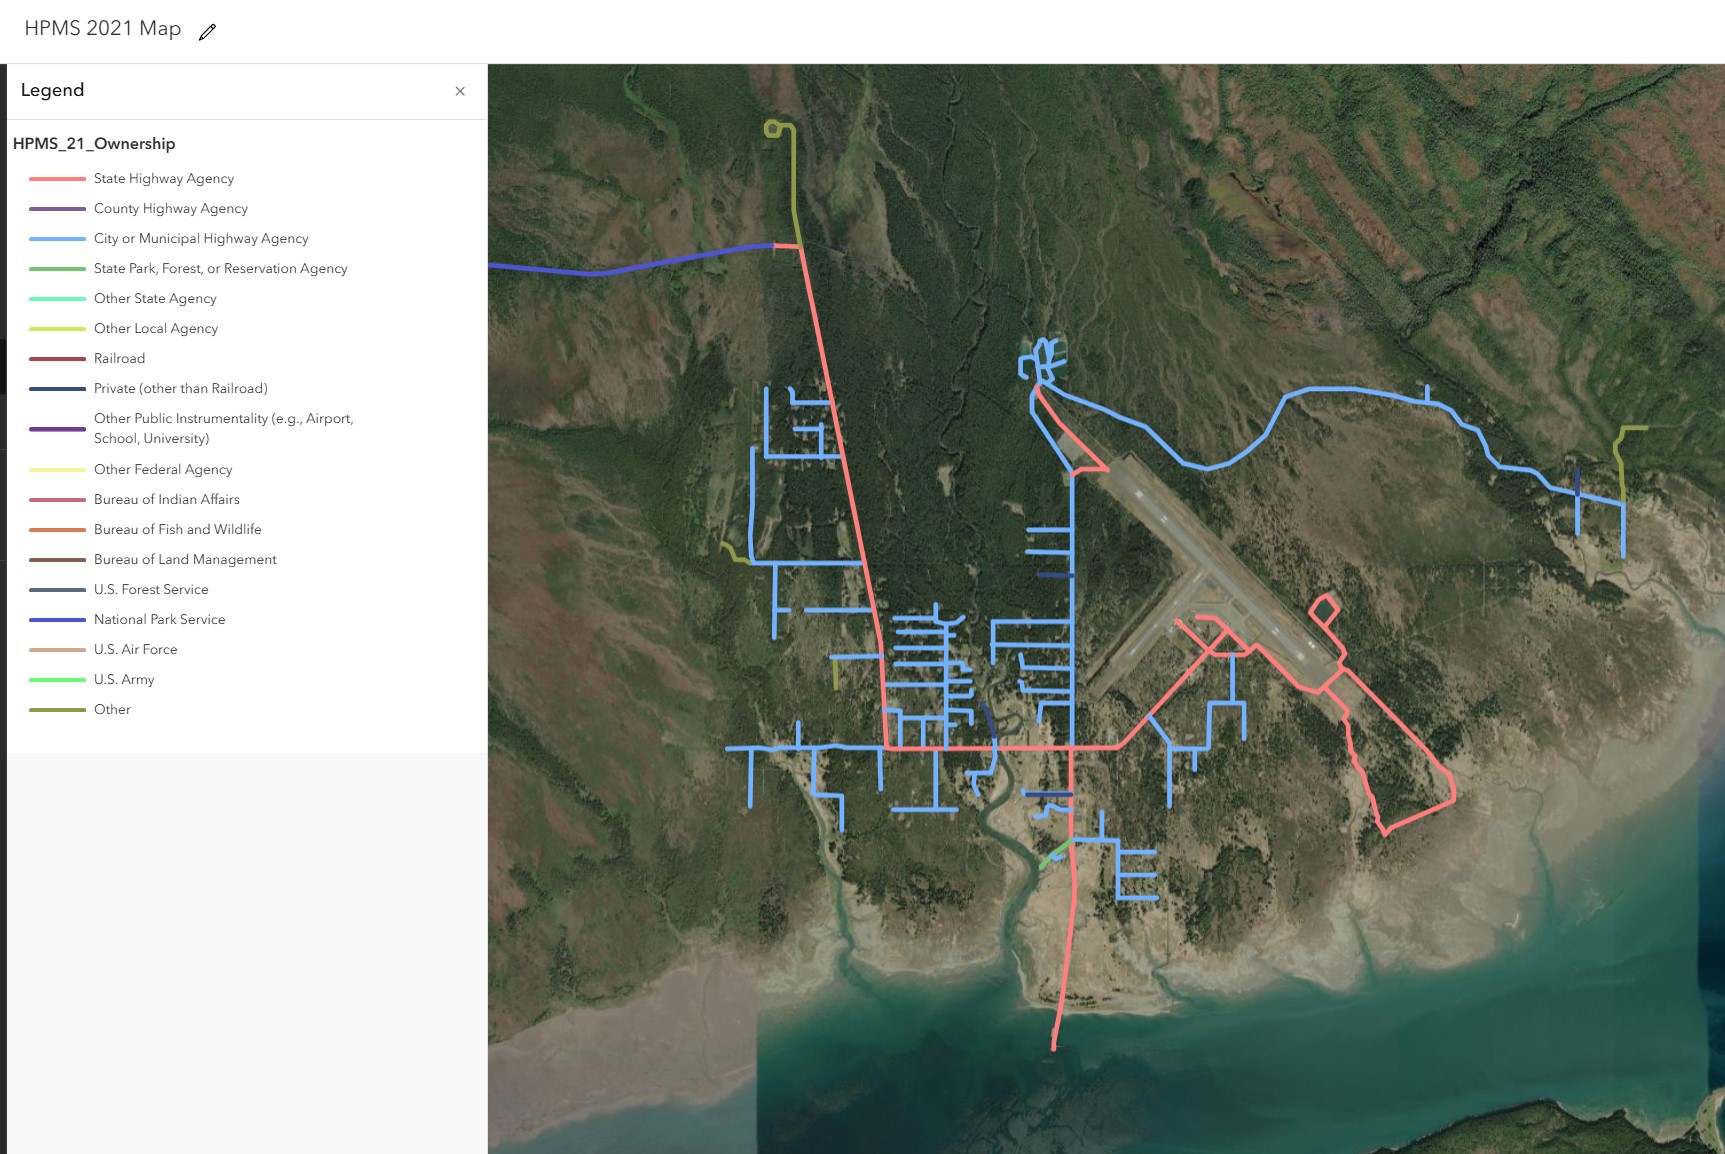 HPMS 2021 Map
Legend
HPMS_21_Ownership
State Highway Agency
County Highway Agency
City or Municipal Highway Agency
State Park, Forest, or Reservation Agency
Other State Agency
Other Local Agency
Railroad
Private (other than Railroad)
Other Public Instrumentality (e.g., Airport,
School, University)
Other Federal Agency
Bureau of Indian Affairs
Bureau of Fish and Wildlife
Bureau of Land Management
U.S. Forest Service
National Park Service
U.S. Air Force
U.S. Army
Other